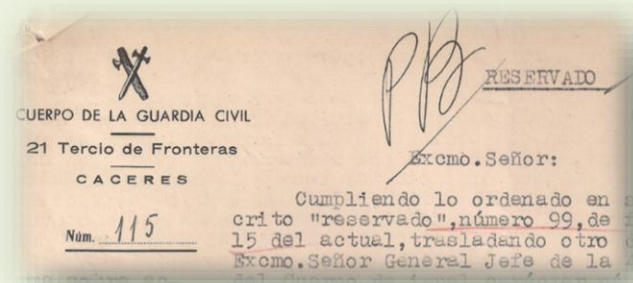 PB
RESERVADO
CUERPO DE LA GUARDIA CIVIL
21 Tercio de Fronteras
CACERES
Núm. 115
Excmo.Señor:
Cumpliendo lo ordenado en s
crito "reservado",número 99,de
15 del actual,trasladando otro
Excmo.Señor General Jefe de la